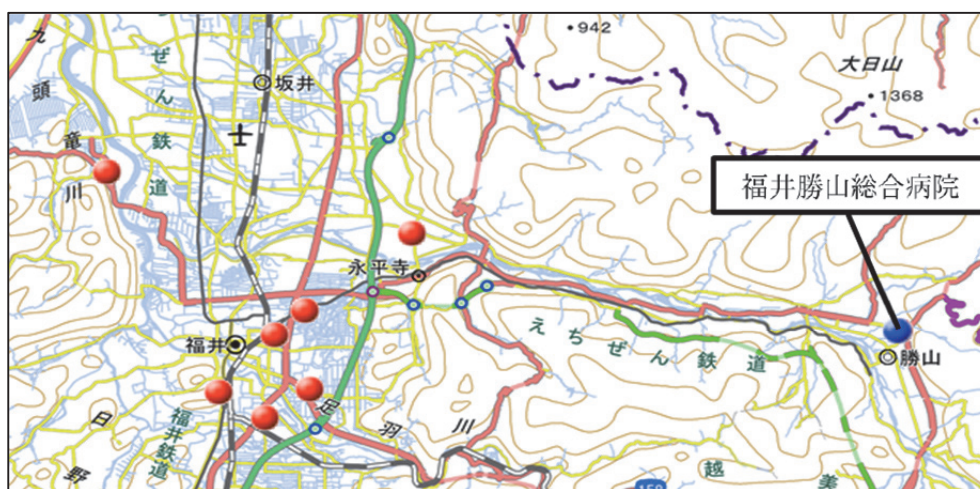 942
大日山
1368
九頭竜川
えちぜん鉄道
坂井
福井勝山総合病院
永平寺
福井
えちぜん鉄道
勝山
足羽川
福井鉄道
日野
越美
158